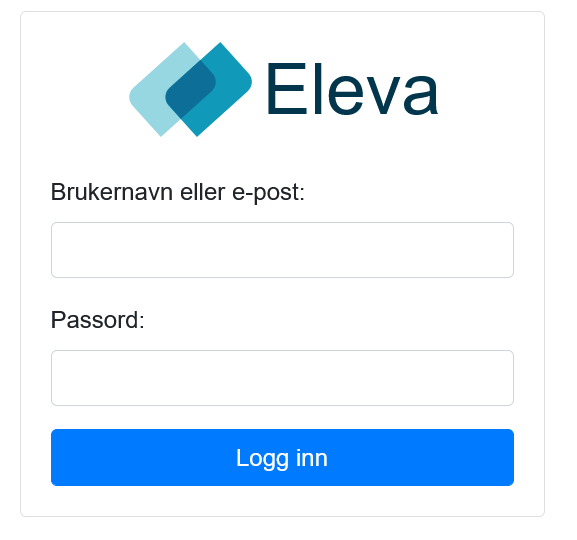 Eleva
Brukernavn eller e-post:
Passord:
Logg inn